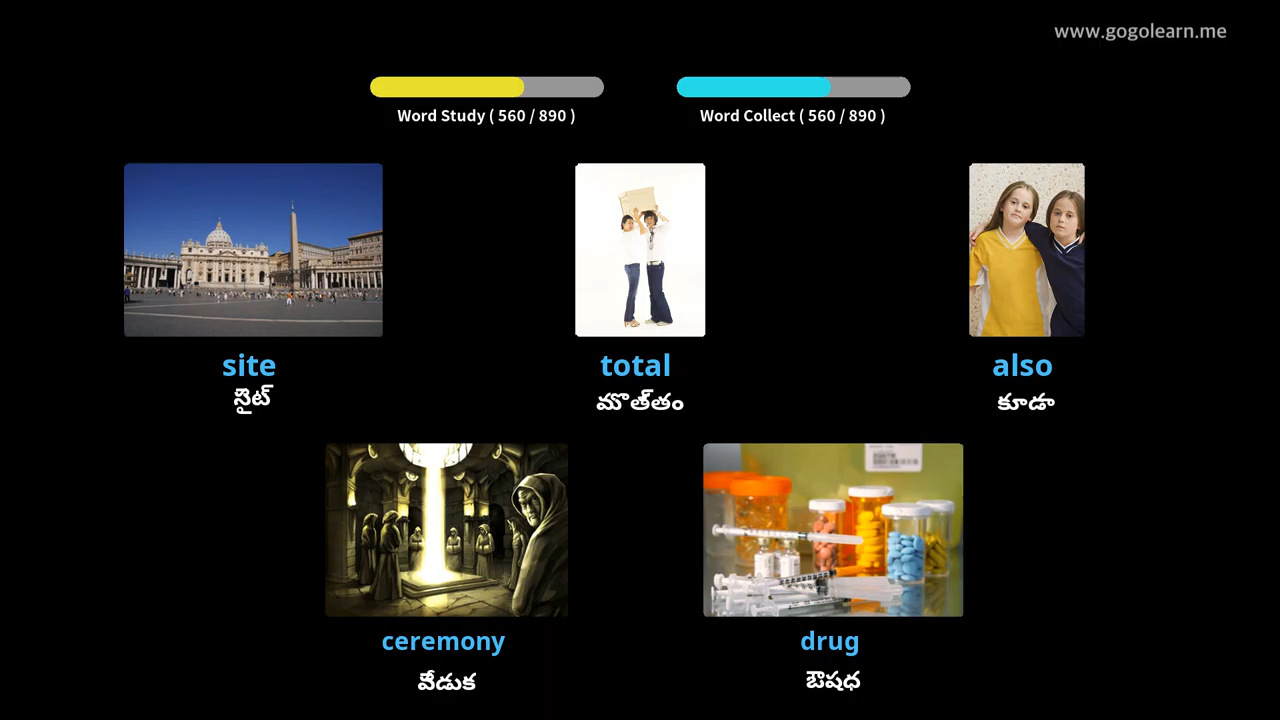 www.gogolearn.me
Word Study ( 560 / 890 )
Word Collect ( 560 / 890 )
site
total
also
సైట్
మొత్తం
కూడా
ceremony
drug
వేడుక
ఔషధ